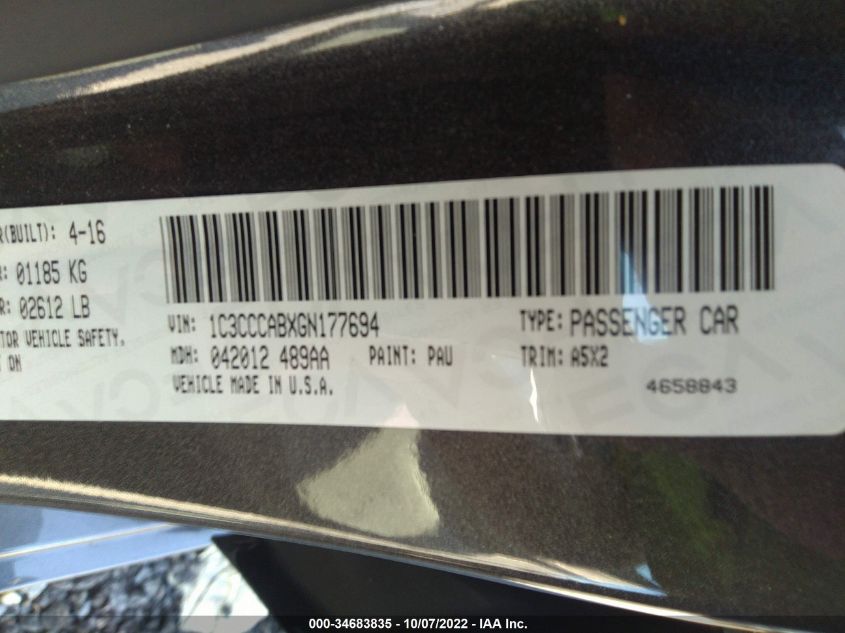 R(BUILT): 4-16
R: 01185 KG
R: 02612 LB
TOR VEHICLE SAFETY,
ON
VIN: 1C3CCCABXGN177694 TYPE: PASSENGER CAR
MDH: 042012 489AA PAINT: PAU TRIM: A5X2
VEHICLE MADE IN U.S.A. 4658843
000-34683835 - 10/07/2022 - IAA Inc.